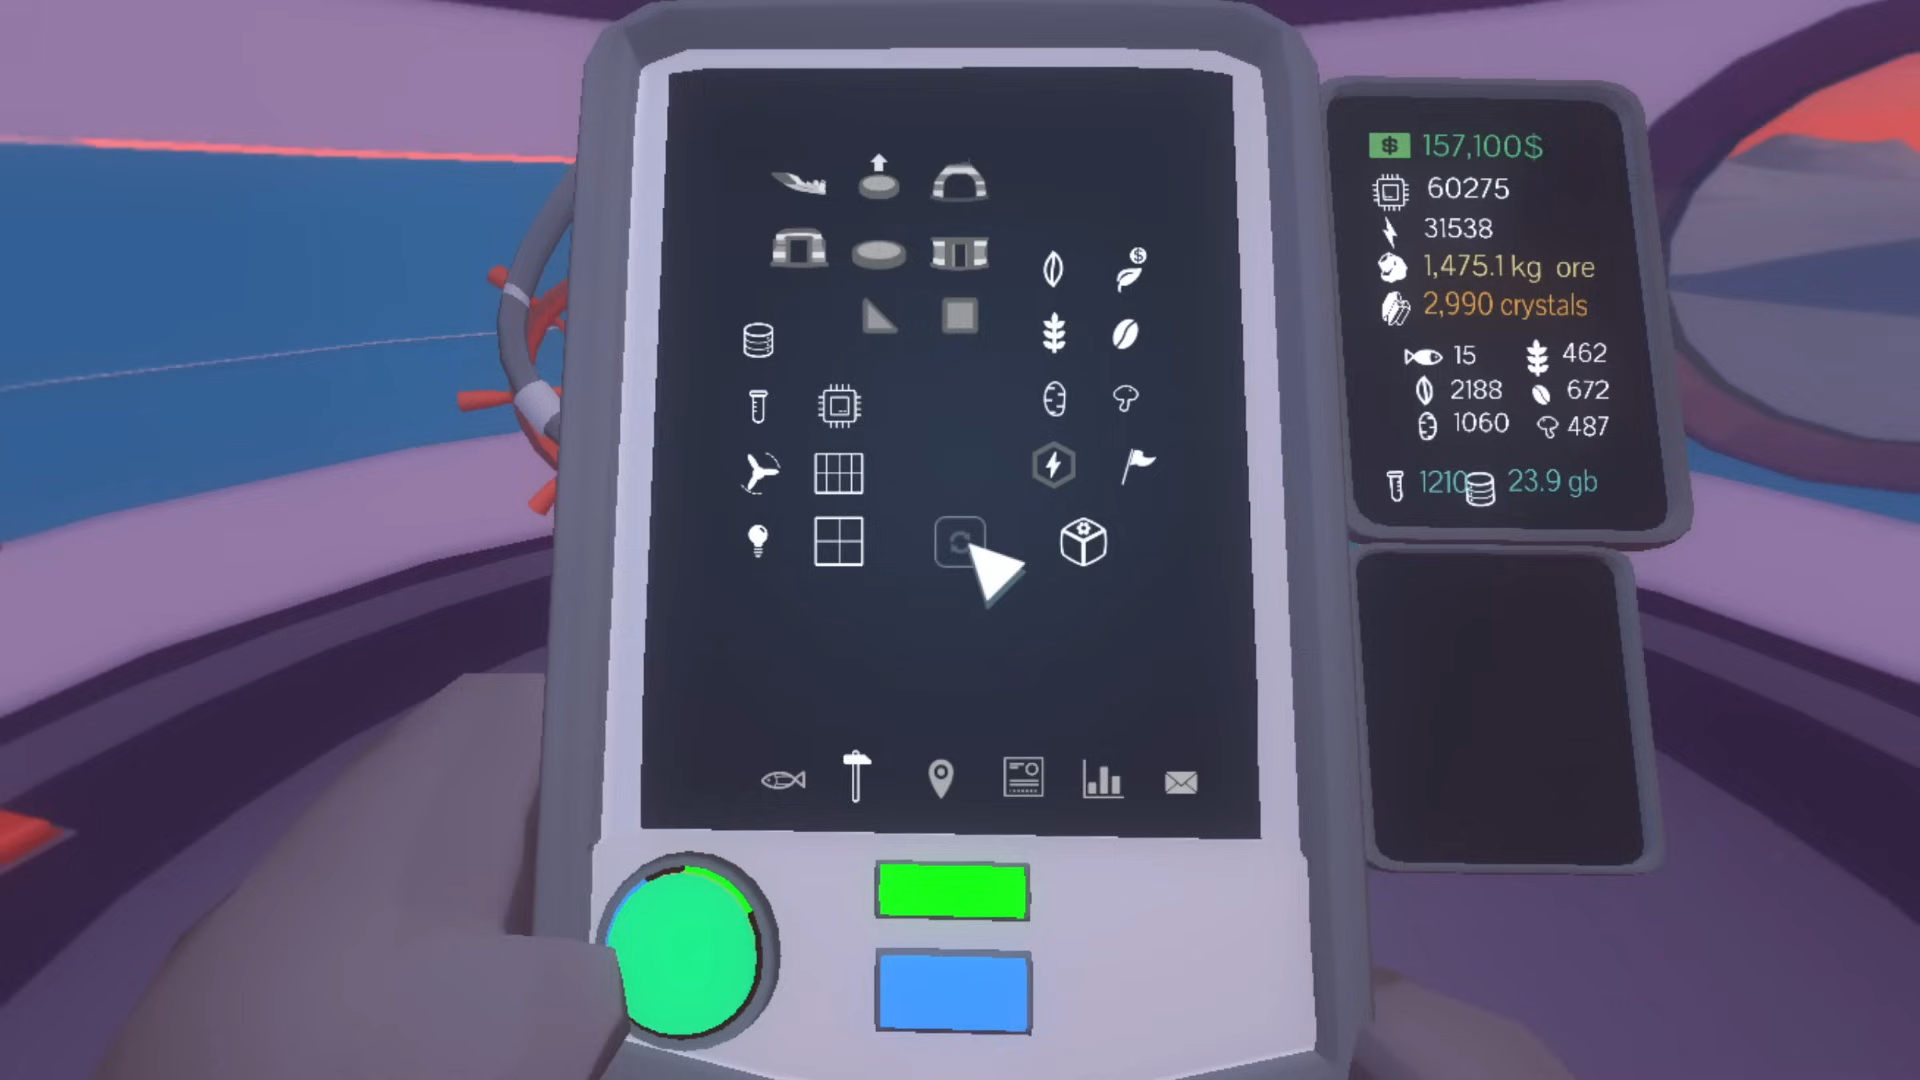 157,100$
60275
31538
1,475.1 kg ore
2,990 crystals
15 462
2188 672
1060 487
1210 23.9 gb